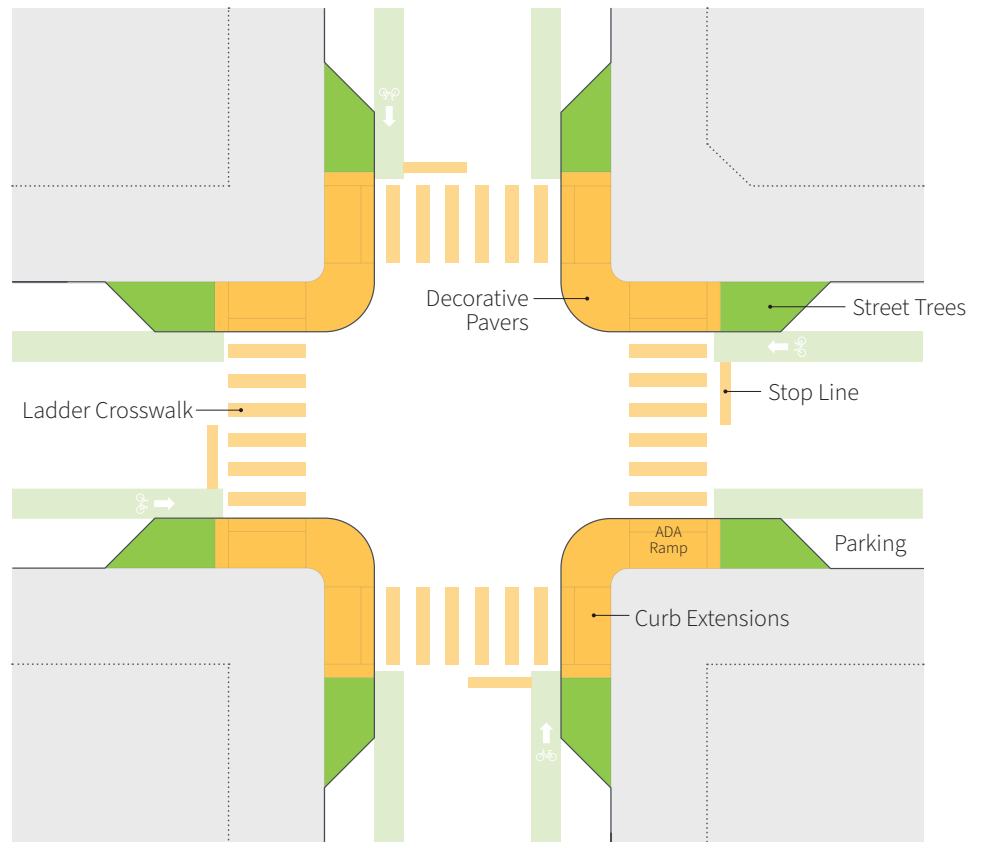 Decorative
Pavers
Street Trees
Ladder Crosswalk
Stop Line
ADA
Ramp
Parking
Curb Extensions